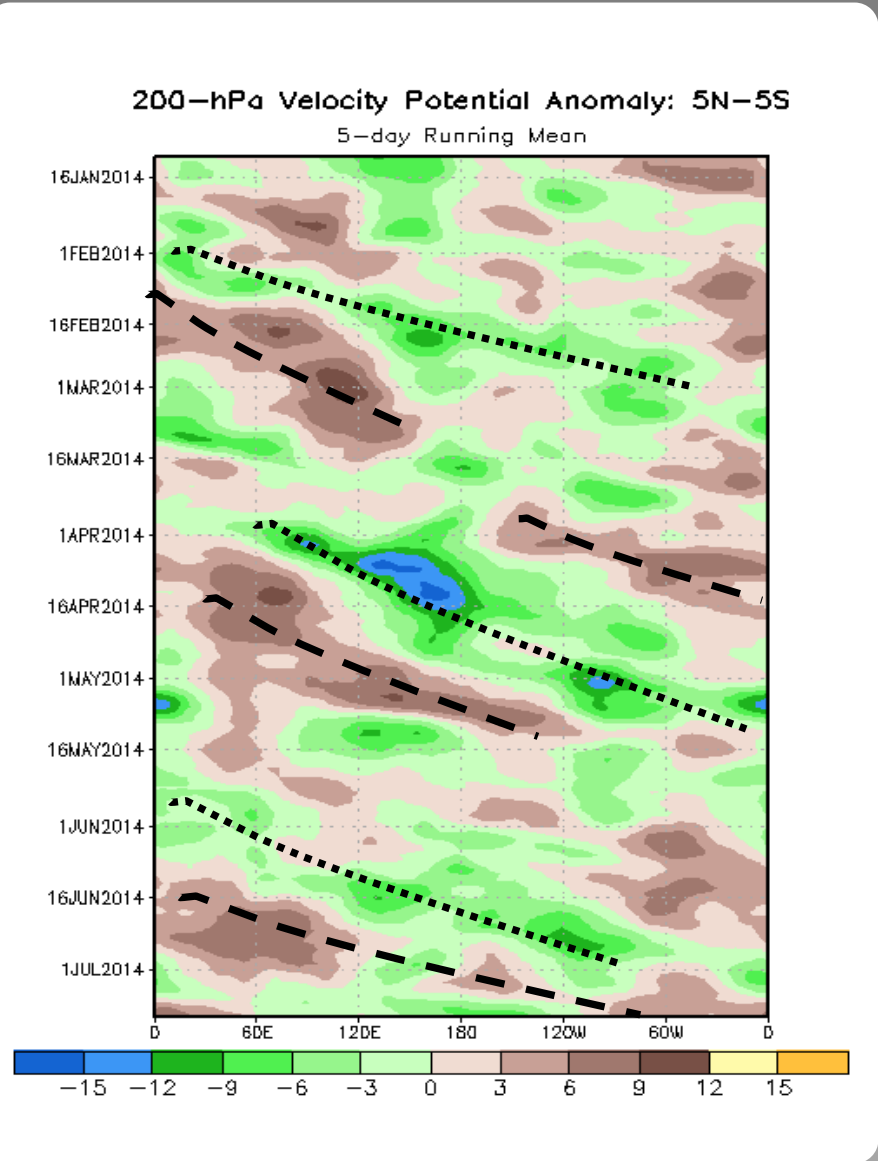 200-hPa Velocity Potential Anomaly: 5N-5S
5-day Running Mean
16JAN2014
1FEB2014
16FEB2014
1MAR2014
16MAR2014
1APR2014
16APR2014
1MAY2014
16MAY2014
1JUN2014
16JUN2014
1JUL2014
0 60E 120E 180 120W 60W 0
-15 -12 -9 -6 -3 0 3 6 9 12 15